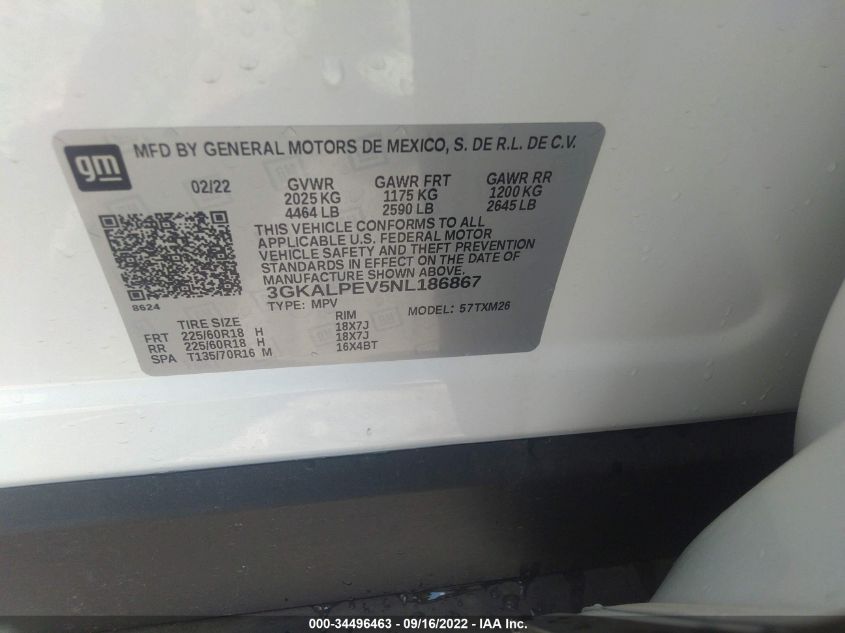 gm
MFD BY GENERAL MOTORS DE MEXICO, S. DE R.L. DE C.V.
02/22 GVWR GAWR FRT GAWR RR
2025 KG 1175 KG 1200 KG
4464 LB 2590 LB 2645 LB
THIS VEHICLE CONFORMS TO ALL
APPLICABLE U.S. FEDERAL MOTOR
VEHICLE SAFETY AND THEFT PREVENTION
STANDARDS IN EFFECT ON THE DATE
OF MANUFACTURE SHOWN ABOVE.
8624 3GKALPEV5NL186867
TYPE: MPV MODEL: 57TXM26
TIRE SIZE RIM
FRT 225/60R18 H 18X7J
RR 225/60R18 H 18X7J
SPA T135/70R16 M 16X4BT
000-34496463 - 09/16/2022 - IAA Inc.